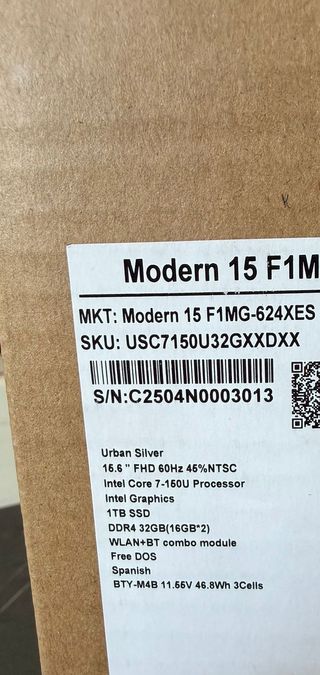 Modern 15 F1M
MKT: Modern 15 F1MG-624XES
SKU: USC7150U32GXXDXX
S/N:C2504N0003013
Urban Silver
15.6 " FHD 60Hz 45%NTSC
Intel Core 7-150U Processor
Intel Graphics
1TB SSD
DDR4 32GB(16GB*2)
WLAN+BT combo module
Free DOS
Spanish
BTY-M4B 11.55V 46.8Wh 3Cells